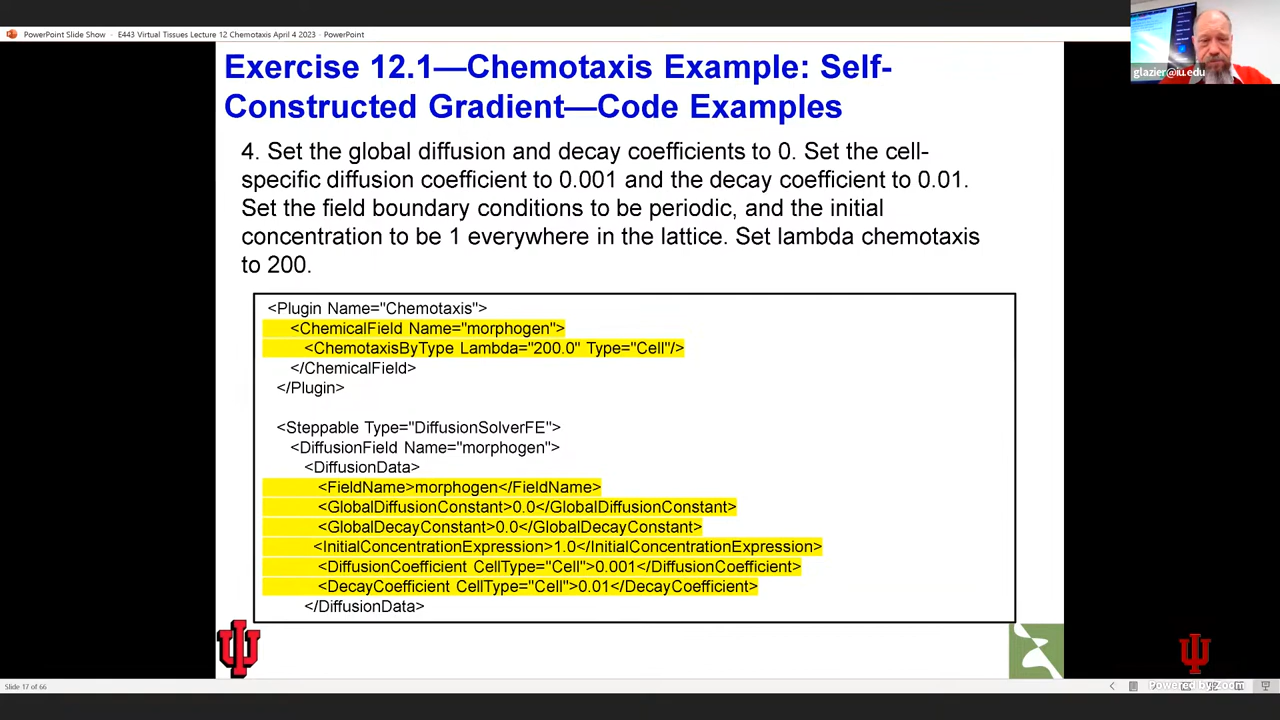 PowerPoint Slide Show - E443 Virtual Tissues Lecture 12 Chemotaxis April 4 2023 - PowerPoint
glazier@iu.edu
Exercise 12.1—Chemotaxis Example: Self-
Constructed Gradient—Code Examples
4. Set the global diffusion and decay coefficients to 0. Set the cell-
specific diffusion coefficient to 0.001 and the decay coefficient to 0.01.
Set the field boundary conditions to be periodic, and the initial
concentration to be 1 everywhere in the lattice. Set lambda chemotaxis
to 200.
<Plugin Name="Chemotaxis">
<ChemicalField Name="morphogen">
<ChemotaxisByType Lambda="200.0" Type="Cell"/>
</ChemicalField>
</Plugin>
<Steppable Type="DiffusionSolverFE">
<DiffusionField Name="morphogen">
<DiffusionData>
<FieldName>morphogen</FieldName>
<GlobalDiffusionConstant>0.0</GlobalDiffusionConstant>
<GlobalDecayConstant>0.0</GlobalDecayConstant>
<InitialConcentrationExpression>1.0</InitialConcentrationExpression>
<DiffusionCoefficient CellType="Cell">0.001</DiffusionCoefficient>
<DecayCoefficient CellType="Cell">0.01</DecayCoefficient>
</DiffusionData>
Slide 17 of 66
Powered by Zoom